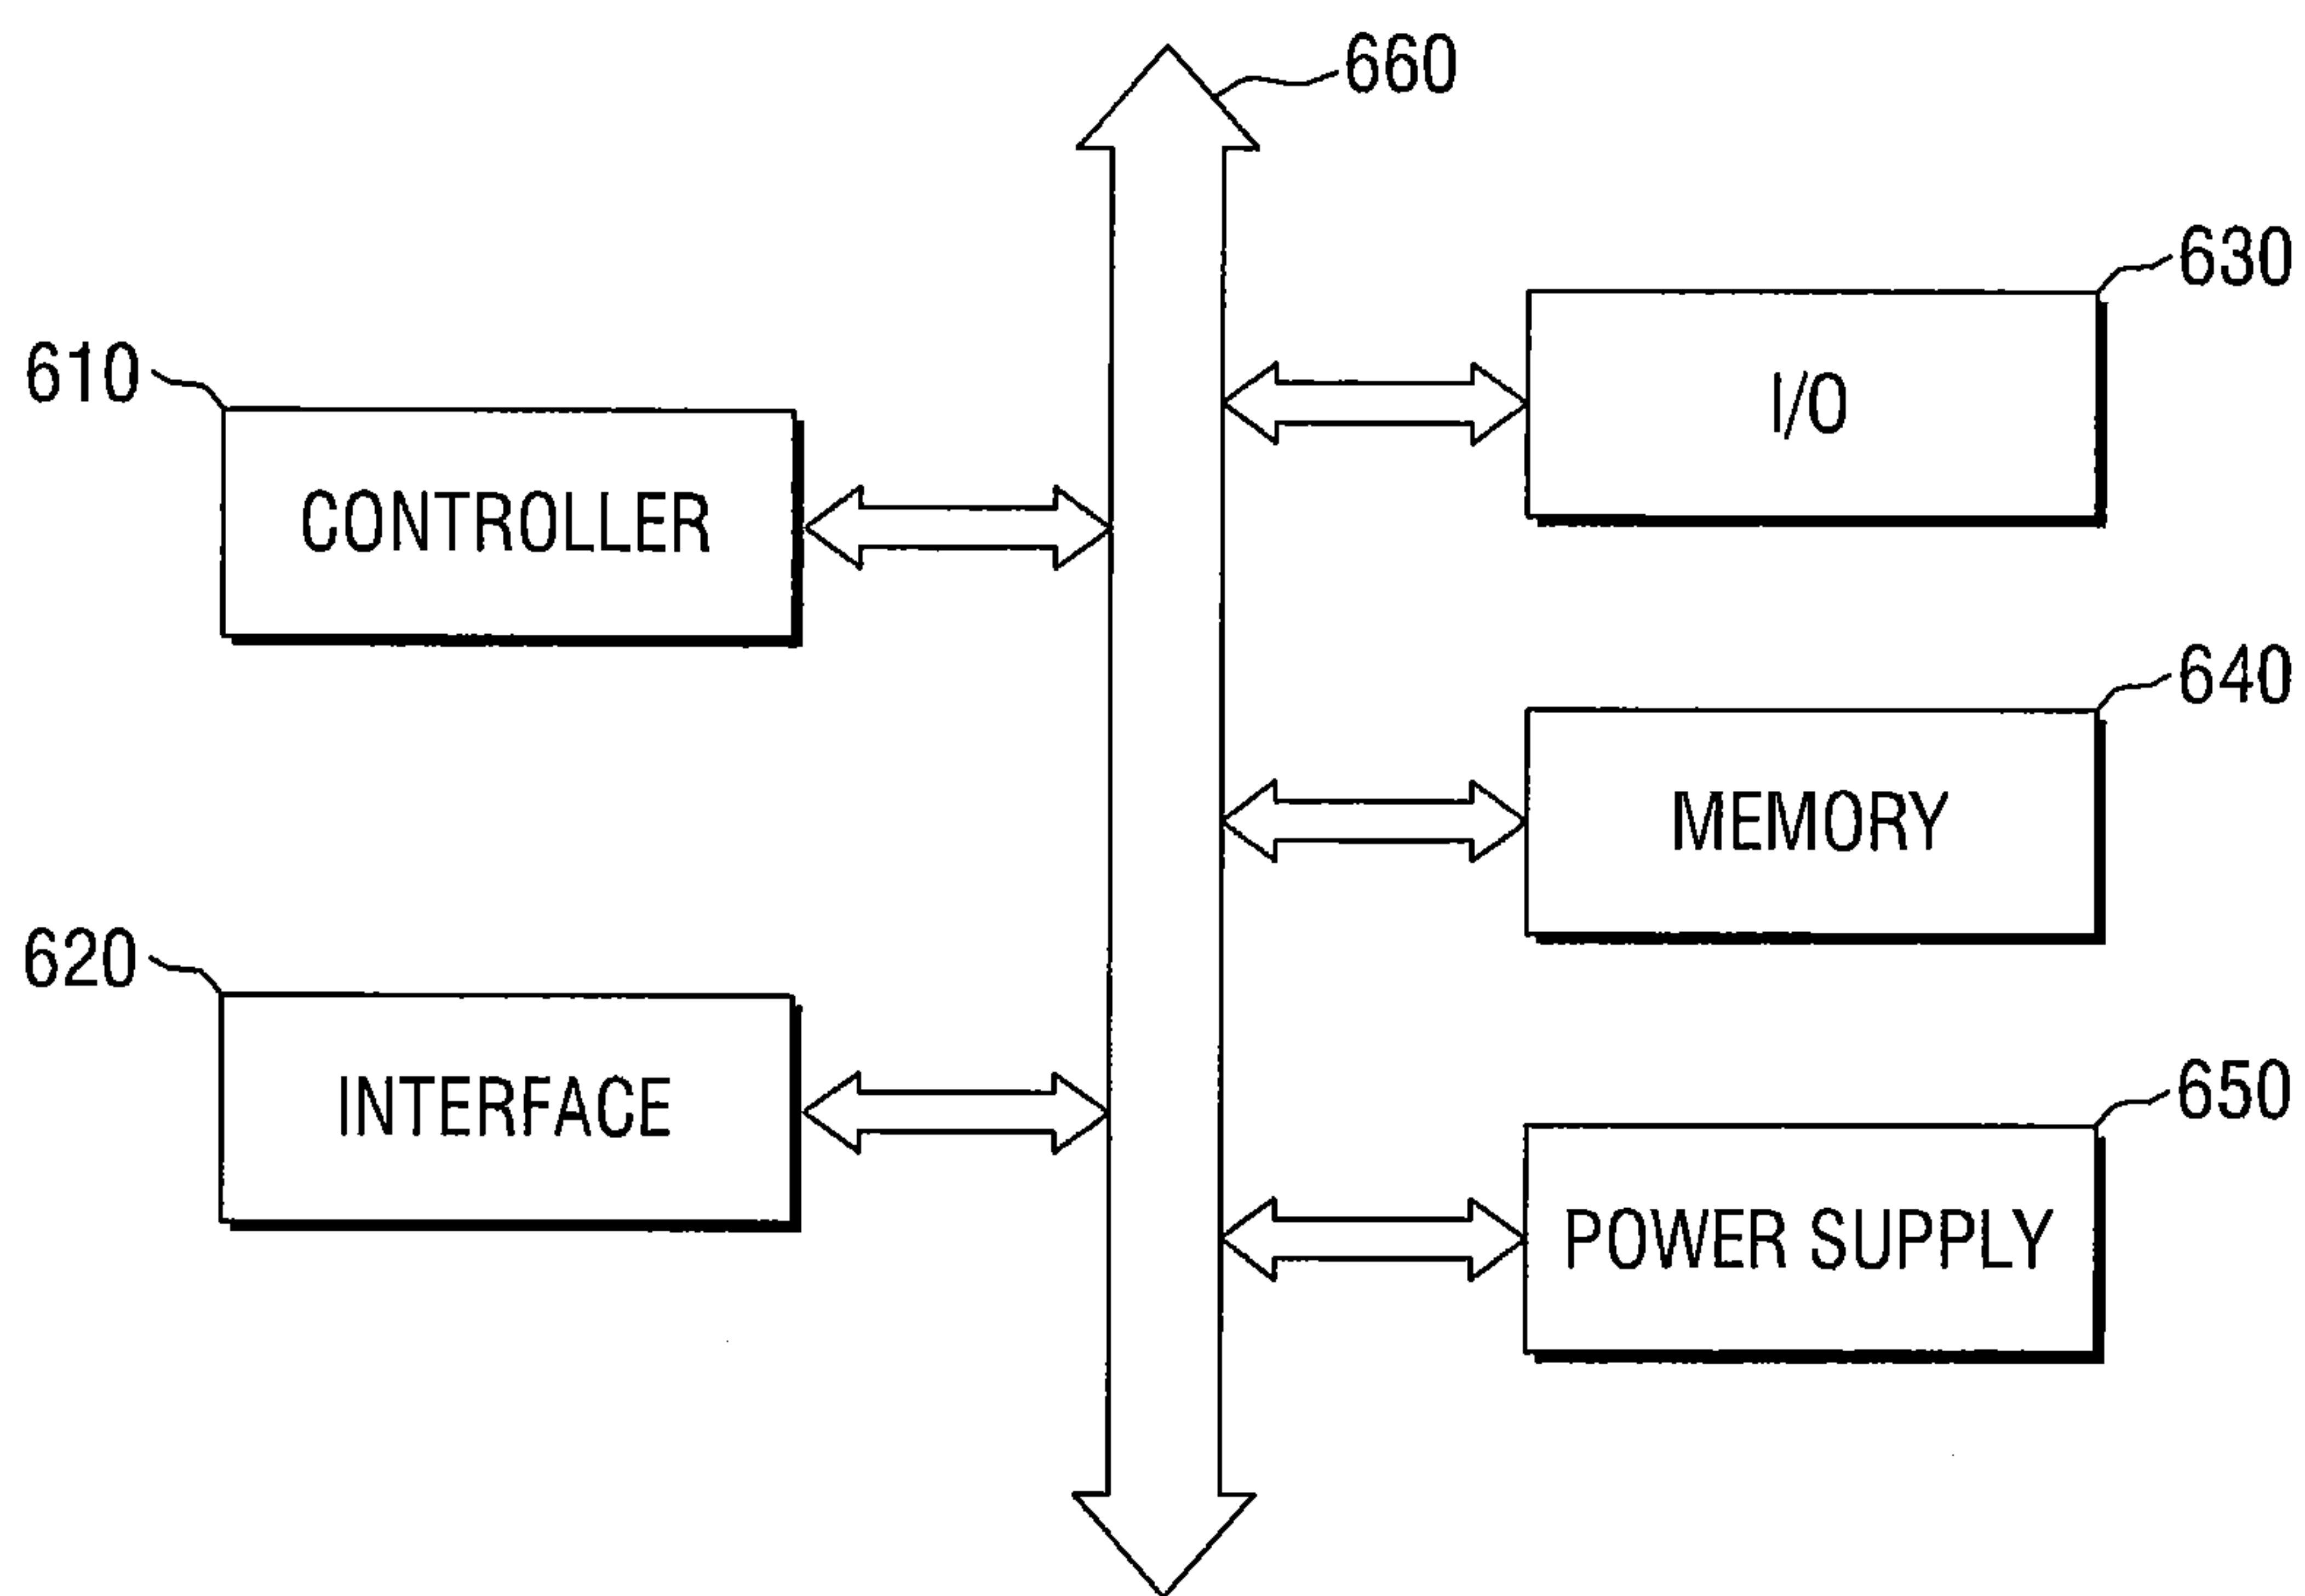 660
630
I/O
610
CONTROLLER
640
MEMORY
620
INTERFACE
650
POWER SUPPLY